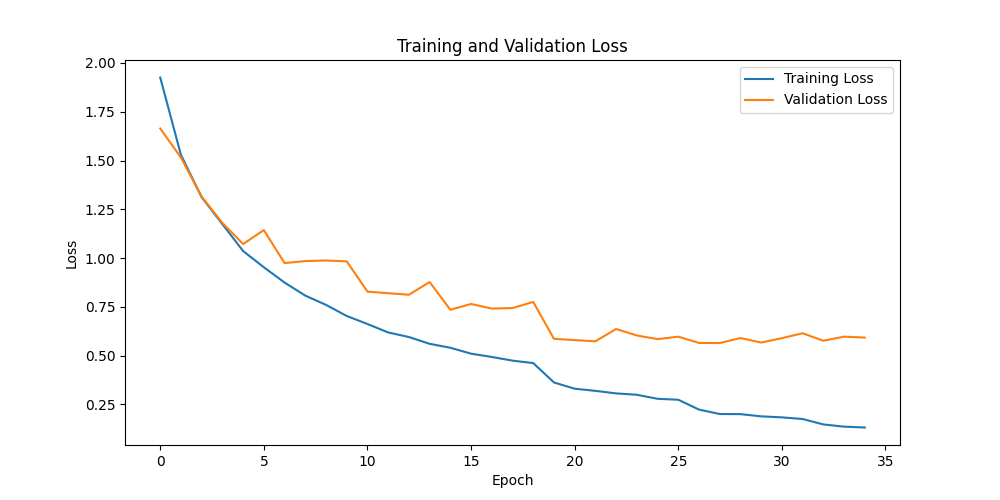 Training and Validation Loss
Training Loss
Validation Loss
Loss
2.00
1.75
1.50
1.25
1.00
0.75
0.50
0.25
0 5 10 15 20 25 30 35
Epoch